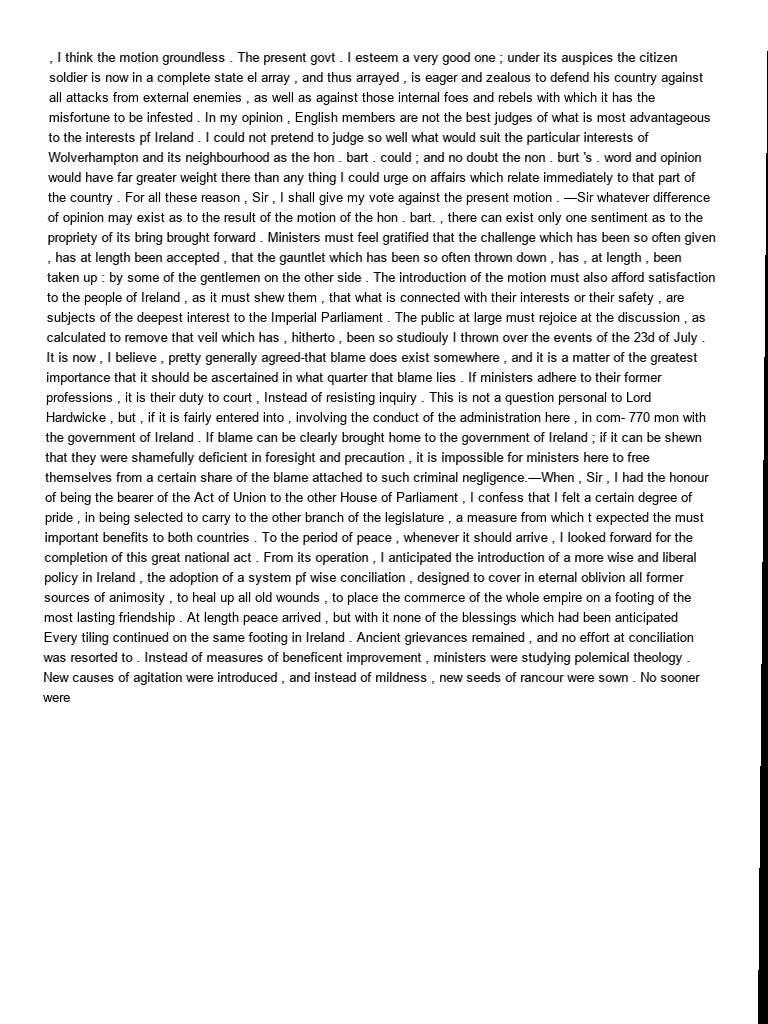 , I think the motion groundless . The present govt . I esteem a very good one ; under its auspices the citizen
soldier is now in a complete state el array , and thus arrayed , is eager and zealous to defend his country against
all attacks from external enemies , as well as against those internal foes and rebels with which it has the
misfortune to be infested . In my opinion , English members are not the best judges of what is most advantageous
to the interests pf Ireland . I could not pretend to judge so well what would suit the particular interests of
Wolverhampton and its neighbourhood as the hon . bart . could ; and no doubt the non . burt 's . word and opinion
would have far greater weight there than any thing I could urge on affairs which relate immediately to that part of
the country . For all these reason , Sir , I shall give my vote against the present motion . —Sir whatever difference
of opinion may exist as to the result of the motion of the hon . bart. , there can exist only one sentiment as to the
propriety of its bring brought forward . Ministers must feel gratified that the challenge which has been so often given
, has at length been accepted , that the gauntlet which has been so often thrown down , has , at length , been
taken up : by some of the gentlemen on the other side . The introduction of the motion must also afford satisfaction
to the people of Ireland , as it must shew them , that what is connected with their interests or their safety , are
subjects of the deepest interest to the Imperial Parliament . The public at large must rejoice at the discussion , as
calculated to remove that veil which has , hitherto , been so studiouly I thrown over the events of the 23d of July .
It is now , I believe , pretty generally agreed-that blame does exist somewhere , and it is a matter of the greatest
importance that it should be ascertained in what quarter that blame lies . If ministers adhere to their former
professions , it is their duty to court , Instead of resisting inquiry . This is not a question personal to Lord
Hardwicke , but , if it is fairly entered into , involving the conduct of the administration here , in com- 770 mon with
the government of Ireland . If blame can be clearly brought home to the government of Ireland ; if it can be shewn
that they were shamefully deficient in foresight and precaution , it is impossible for ministers here to free
themselves from a certain share of the blame attached to such criminal negligence.—When , Sir , I had the honour
of being the bearer of the Act of Union to the other House of Parliament , I confess that I felt a certain degree of
pride , in being selected to carry to the other branch of the legislature , a measure from which t expected the must
important benefits to both countries . To the period of peace , whenever it should arrive , I looked forward for the
completion of this great national act . From its operation , I anticipated the introduction of a more wise and liberal
policy in Ireland , the adoption of a system pf wise conciliation , designed to cover in eternal oblivion all former
sources of animosity , to heal up all old wounds , to place the commerce of the whole empire on a footing of the
most lasting friendship . At length peace arrived , but with it none of the blessings which had been anticipated
Every tiling continued on the same footing in Ireland . Ancient grievances remained , and no effort at conciliation
was resorted to . Instead of measures of beneficent improvement , ministers were studying polemical theology .
New causes of agitation were introduced , and instead of mildness , new seeds of rancour were sown . No sooner
were